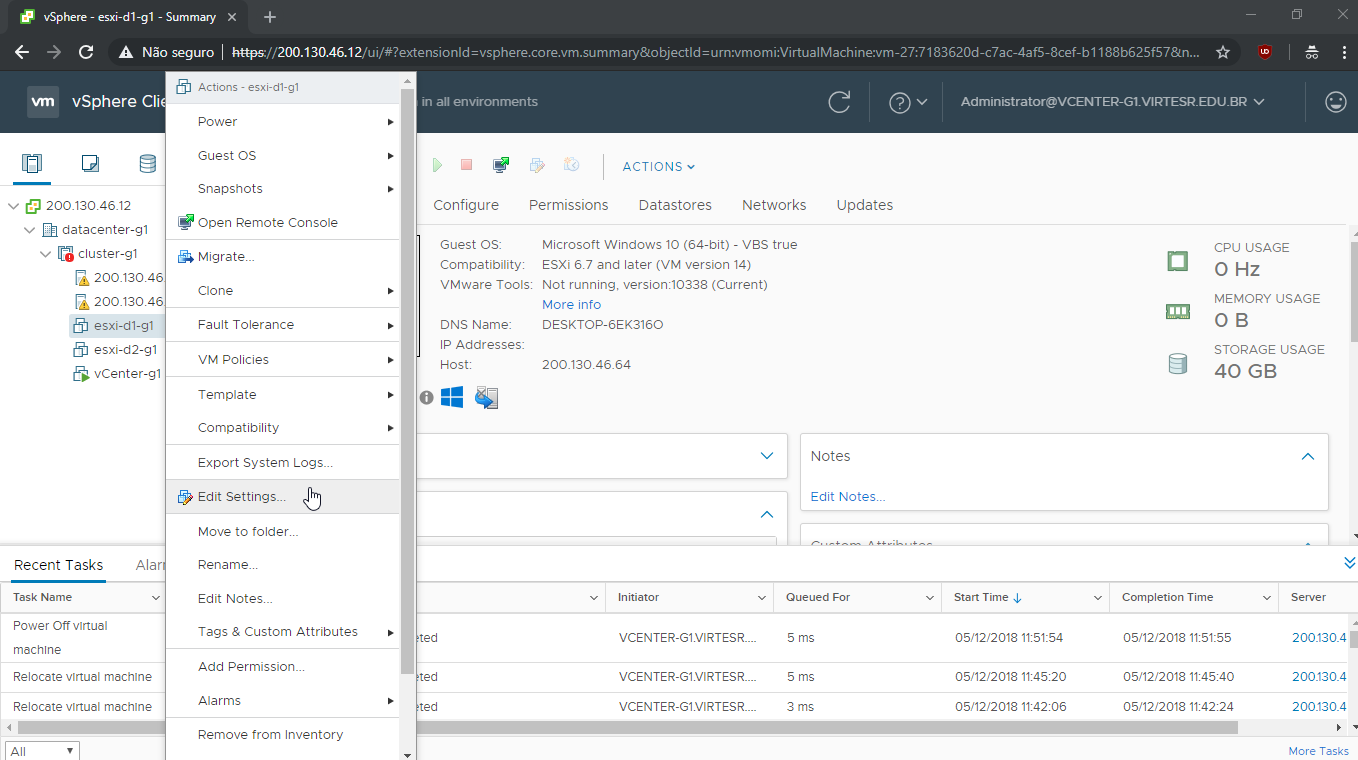 vSphere - esxi-d1-g1 - Summary
Não seguro
https://200.130.46.12/ui/#?extensionId=vsphere.core.vm.summary&objectId=urn:vmomi:VirtualMachine:vm-27:7183620d-c7ac-4af5-8cef-b1188b625f57&n...
vm
vSphere Clie
in all environments
Administrator@VCENTER-G1.VIRTESR.EDU.BR
Actions - esxi-d1-g1
Power
Guest OS
Snapshots
Open Remote Console
Migrate...
Clone
Fault Tolerance
VM Policies
Template
Compatibility
Export System Logs...
Edit Settings...
Move to folder...
Rename...
Edit Notes...
Tags & Custom Attributes
Add Permission...
Alarms
Remove from Inventory
200.130.46.12
datacenter-g1
cluster-g1
200.130.46.
200.130.46.
esxi-d1-g1
esxi-d2-g1
vCenter-g1
ACTIONS
Configure Permissions Datastores Networks Updates
Guest OS: Microsoft Windows 10 (64-bit) - VBS true
Compatibility: ESXi 6.7 and later (VM version 14)
VMware Tools: Not running, version:10338 (Current)
More info
DNS Name: DESKTOP-6EK316O
IP Addresses:
Host: 200.130.46.64
CPU USAGE
0 Hz
MEMORY USAGE
0 B
STORAGE USAGE
40 GB
Notes
Edit Notes...
Custom Attributes
Recent Tasks Alar
Task Name Initiator Queued For Start Time Completion Time Server
Power Off virtual
machine
eted VCENTER-G1.VIRTESR.... 5 ms 05/12/2018 11:51:54 05/12/2018 11:51:55 200.130.4
Relocate virtual machine eted VCENTER-G1.VIRTESR.... 5 ms 05/12/2018 11:45:20 05/12/2018 11:45:40 200.130.4
Relocate virtual machine eted VCENTER-G1.VIRTESR.... 3 ms 05/12/2018 11:42:06 05/12/2018 11:42:24 200.130.4
All
More Tasks